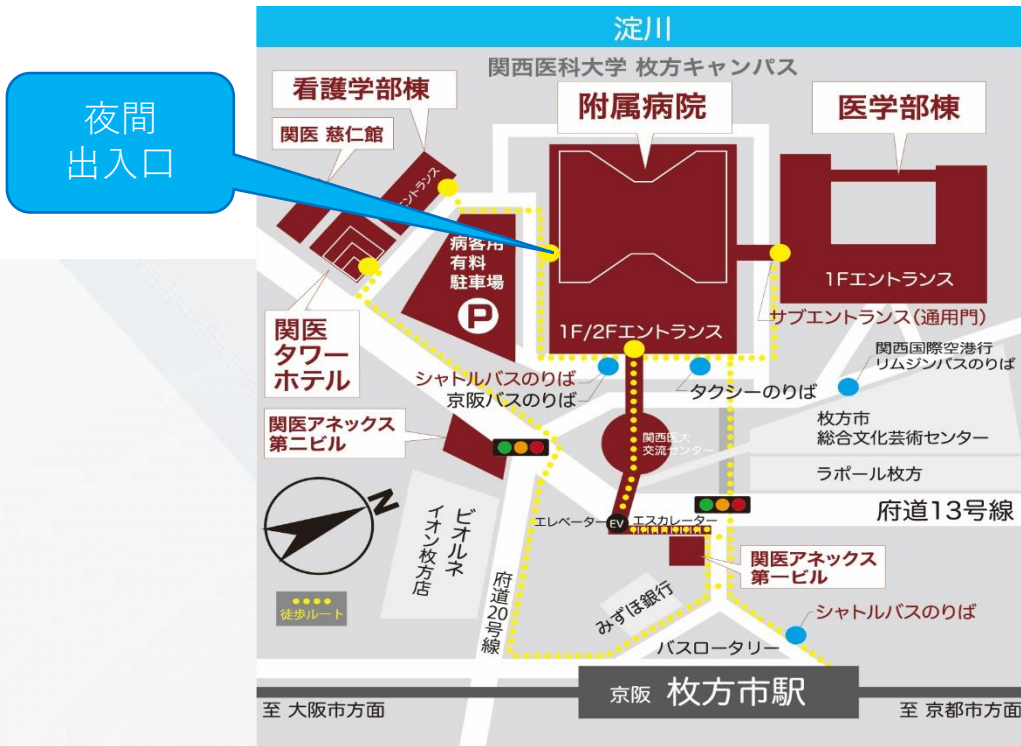 淀川
関西医科大学 枚方キャンパス
夜間
出入口
看護学部棟
関医 慈仁館
附属病院
医学部棟
エントランス
病客用
有料
駐車場
P
1Fエントランス
サブエントランス(通用門)
1F/2Fエントランス
関医
タワー
ホテル
シャトルバスのりば
京阪バスのりば
タクシーのりば
関西国際空港行
リムジンバスのりば
関医アネックス
第二ビル
関西医大
交流センター
枚方市
総合文化芸術センター
ラポール枚方
府道13号線
N
ビオルネ
イオン枚方店
エレベーター
EV
エスカレーター
関医アネックス
第一ビル
徒歩ルート
府道20号線
みずほ銀行
シャトルバスのりば
バスロータリー
京阪 枚方市駅
至 大阪市方面
至 京都市方面